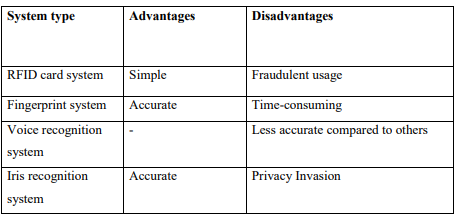 System type Advantages Disadvantages
RFID card system Simple Fraudulent usage
Fingerprint system Accurate Time-consuming
Voice recognition - Less accurate compared to others
system
Iris recognition Accurate Privacy Invasion
system